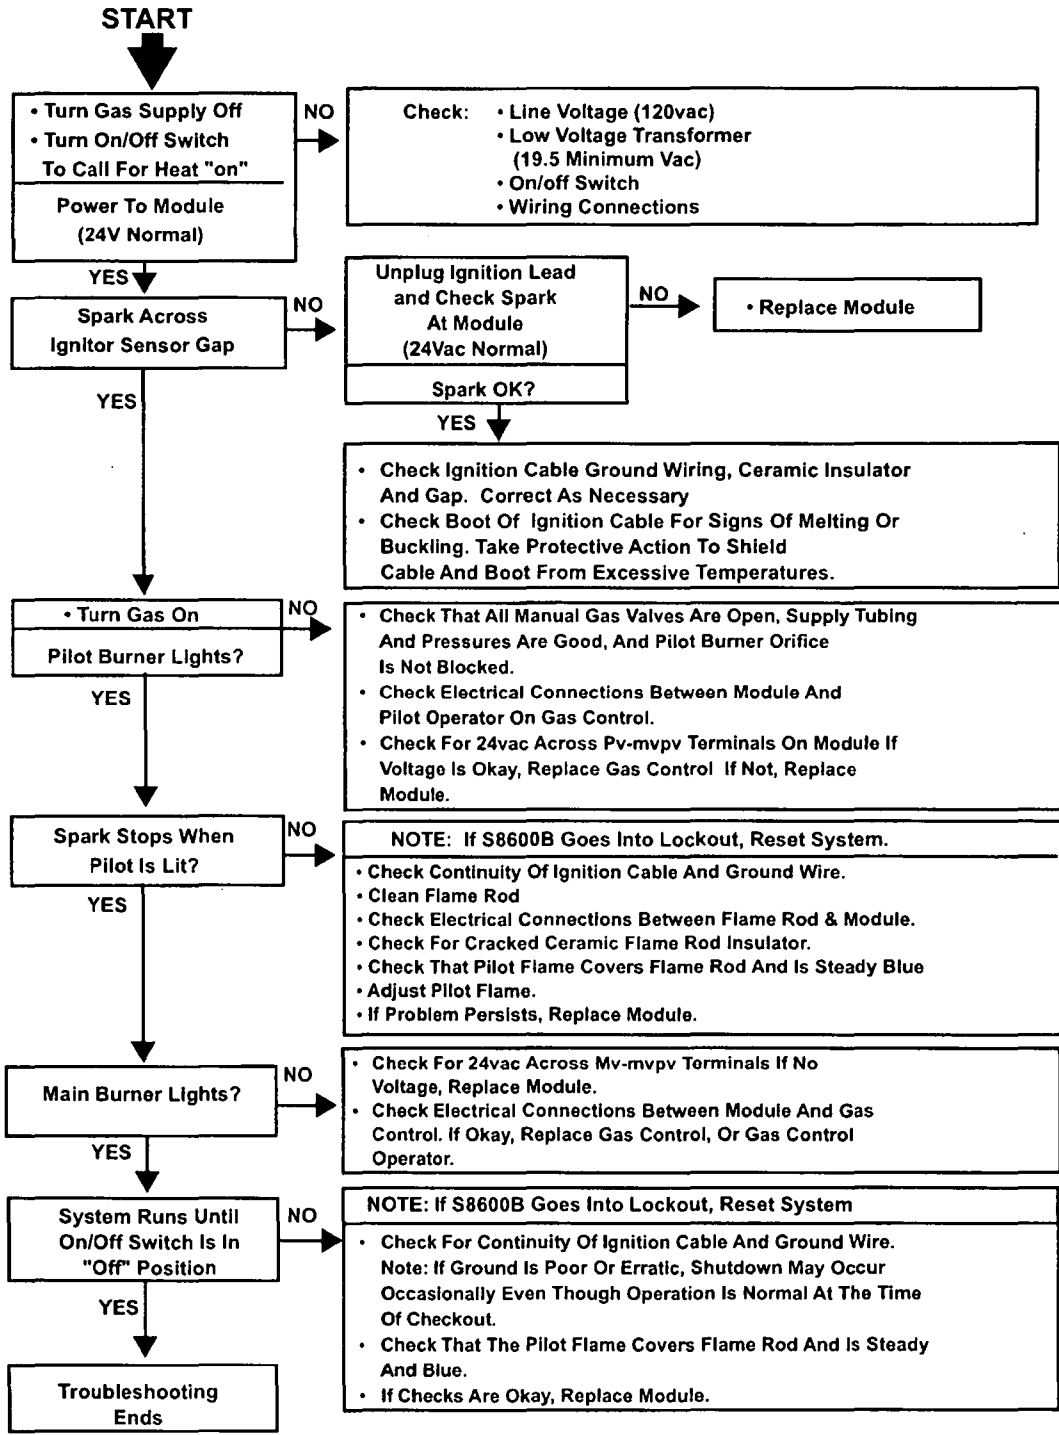 START
• Turn Gas Supply Off
• Turn On/Off Switch
To Call For Heat "on"
Power To Module
(24V Normal)
NO
Check: • Line Voltage (120vac)
• Low Voltage Transformer
(19.5 Minimum Vac)
• On/off Switch
• Wiring Connections
YES
Spark Across
Ignitor Sensor Gap
NO
Unplug Ignition Lead
and Check Spark
At Module
(24Vac Normal)
Spark OK?
NO
• Replace Module
YES
YES
• Check Ignition Cable Ground Wiring, Ceramic Insulator
And Gap. Correct As Necessary
• Check Boot Of Ignition Cable For Signs Of Melting Or
Buckling. Take Protective Action To Shield
Cable And Boot From Excessive Temperatures.
• Turn Gas On
Pilot Burner Lights?
NO
• Check That All Manual Gas Valves Are Open, Supply Tubing
And Pressures Are Good, And Pilot Burner Orifice
Is Not Blocked.
• Check Electrical Connections Between Module And
Pilot Operator On Gas Control.
• Check For 24vac Across Pv-mvpv Terminals On Module If
Voltage Is Okay, Replace Gas Control If Not, Replace
Module.
YES
Spark Stops When
Pilot Is Lit?
NO
NOTE: If S8600B Goes Into Lockout, Reset System.
• Check Continuity Of Ignition Cable And Ground Wire.
• Clean Flame Rod
• Check Electrical Connections Between Flame Rod & Module.
• Check For Cracked Ceramic Flame Rod Insulator.
• Check That Pilot Flame Covers Flame Rod And Is Steady Blue
• Adjust Pilot Flame.
• If Problem Persists, Replace Module.
YES
Main Burner Lights?
NO
• Check For 24vac Across Mv-mvpv Terminals If No
Voltage, Replace Module.
• Check Electrical Connections Between Module And Gas
Control. If Okay, Replace Gas Control, Or Gas Control
Operator.
YES
System Runs Until
On/Off Switch Is In
"Off" Position
NO
NOTE: If S8600B Goes Into Lockout, Reset System
• Check For Continuity Of Ignition Cable And Ground Wire.
Note: If Ground Is Poor Or Erratic, Shutdown May Occur
Occasionally Even Though Operation Is Normal At The Time
Of Checkout.
• Check That The Pilot Flame Covers Flame Rod And Is Steady
And Blue.
• If Checks Are Okay, Replace Module.
YES
Troubleshooting
Ends